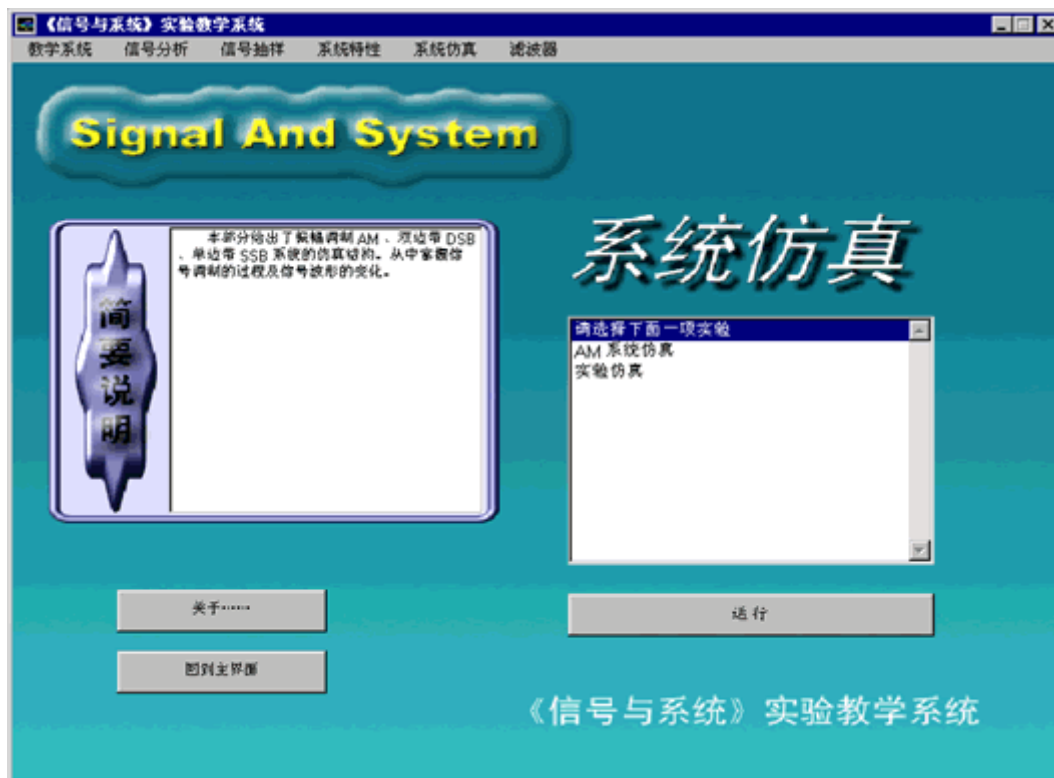 《信号与系统》实验教学系统
教学系统 信号分析 信号抽样 系统特性 系统仿真 滤波器
Signal And System
系统仿真
简要说明
本部分给出了振幅调制 AM 、双边带 DSB
、单边带 SSB 系统的仿真结构。从中掌握信
号调制的过程及信号波形的变化。
请选择下面一项实验
AM 系统仿真
实验仿真
关于……
运行
回到主界面
《信号与系统》实验教学系统